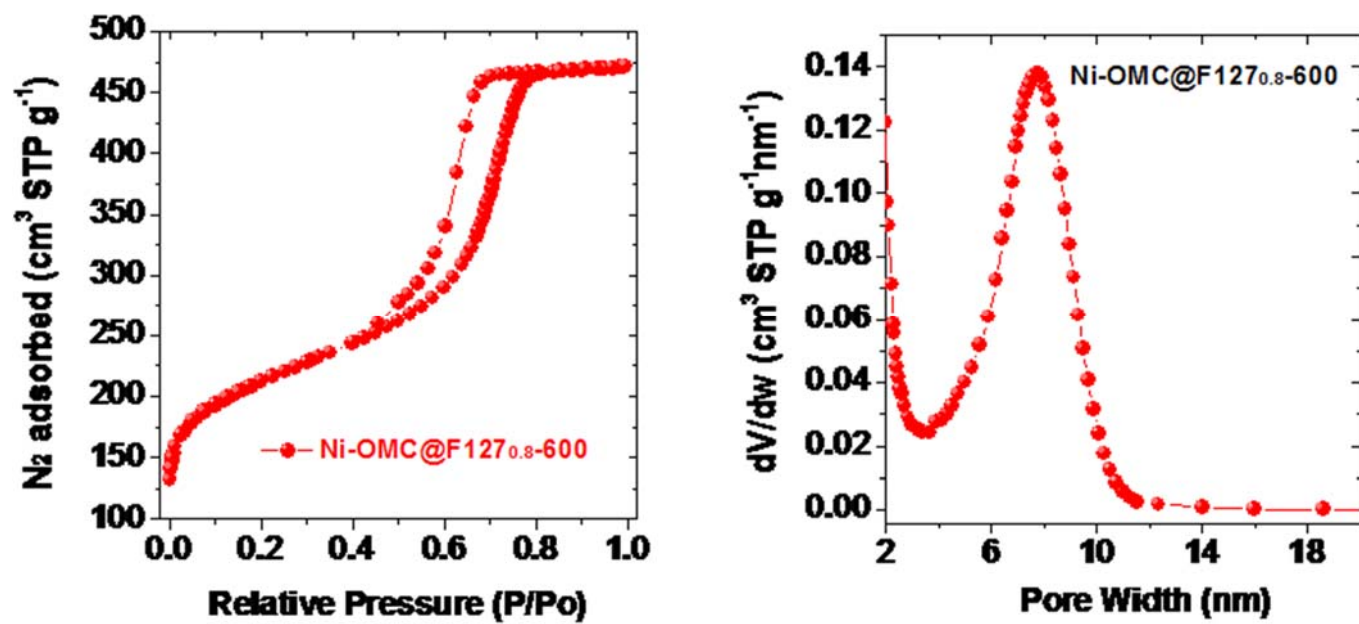 N₂ adsorbed (cm³ STP g⁻¹)
500
450
400
350
300
250
200
150
100
Ni-OMC@F127₀.₈-600
0.0 0.2 0.4 0.6 0.8 1.0
Relative Pressure (P/Po)
dV/dw (cm³ STP g⁻¹nm⁻¹)
Ni-OMC@F127₀.₈-600
0.14
0.12
0.10
0.08
0.06
0.04
0.02
0.00
2 6 10 14 18
Pore Width (nm)